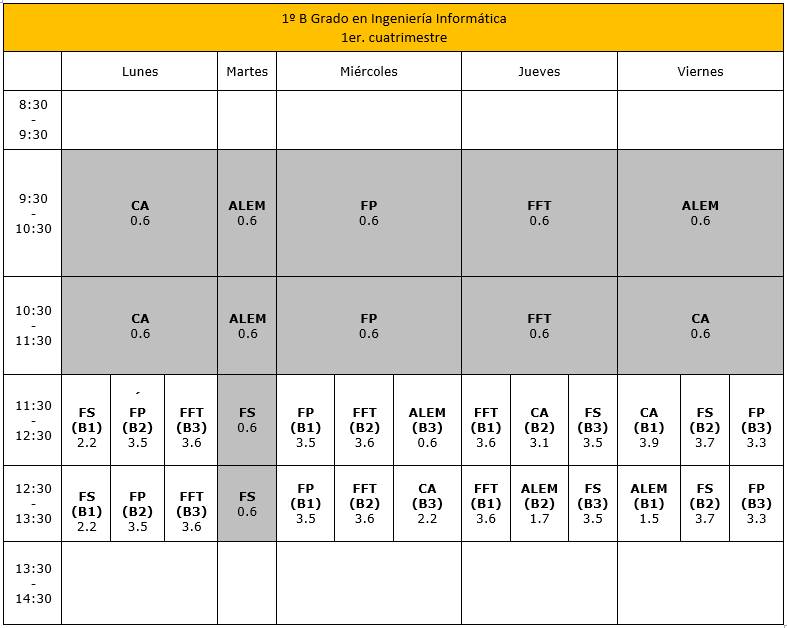 1º B Grado en Ingeniería Informática
1er. cuatrimestre
Lunes Martes Miércoles Jueves Viernes
8:30
-
9:30
9:30
-
10:30
CA
0.6
ALEM
0.6
FP
0.6
FFT
0.6
ALEM
0.6
10:30
-
11:30
CA
0.6
ALEM
0.6
FP
0.6
FFT
0.6
CA
0.6
11:30
-
12:30
FS
(B1)
2.2
´
FP
(B2)
3.5
FFT
(B3)
3.6
FS
0.6
FP
(B1)
3.5
FFT
(B2)
3.6
ALEM
(B3)
0.6
FFT
(B1)
3.6
CA
(B2)
3.1
FS
(B3)
3.5
CA
(B1)
3.9
FS
(B2)
3.7
FP
(B3)
3.3
12:30
-
13:30
FS
(B1)
2.2
FP
(B2)
3.5
FFT
(B3)
3.6
FS
0.6
FP
(B1)
3.5
FFT
(B2)
3.6
CA
(B3)
2.2
FFT
(B1)
3.6
ALEM
(B2)
1.7
FS
(B3)
3.5
ALEM
(B1)
1.5
FS
(B2)
3.7
FP
(B3)
3.3
13:30
-
14:30